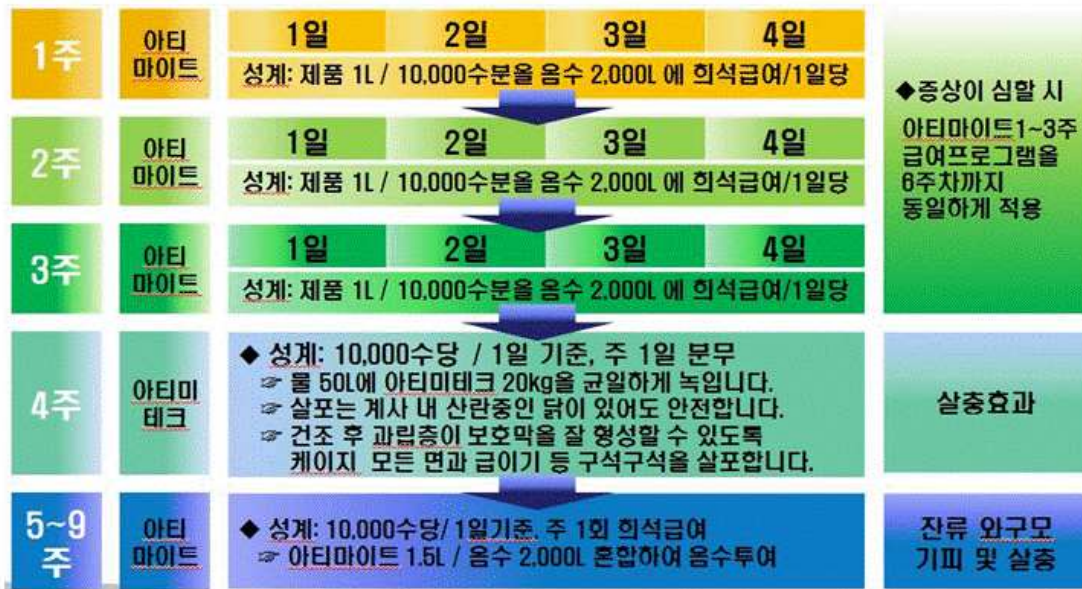 1주
아티
마이트
1일 2일 3일 4일
성계: 제품 1L / 10,000수분을 음수 2,000L 에 희석급여/1일당
2주
아티
마이트
1일 2일 3일 4일
성계: 제품 1L / 10,000수분을 음수 2,000L 에 희석급여/1일당
3주
아티
마이트
1일 2일 3일 4일
성계: 제품 1L / 10,000수분을 음수 2,000L 에 희석급여/1일당
◆증상이 심할 시
아티마이트1~3주
급여프로그램을
6주차까지
동일하게 적용
4주
아티미
테크
◆ 성계: 10,000수당 / 1일 기준, 주 1일 분무
☞ 물 50L에 아티미테크 20kg을 균일하게 녹입니다.
☞ 살포는 계사 내 산란중인 닭이 있어도 안전합니다.
☞ 건조 후 과립층이 보호막을 잘 형성할 수 있도록
케이지 모든 면과 급이기 등 구석구석을 살포합니다.
살충효과
5~9
주
아티
마이트
◆ 성계: 10,000수당/ 1일기준, 주 1회 희석급여
☞ 아티마이트 1.5L / 음수 2,000L 혼합하여 음수투여
잔류 와구모
기피 및 살충